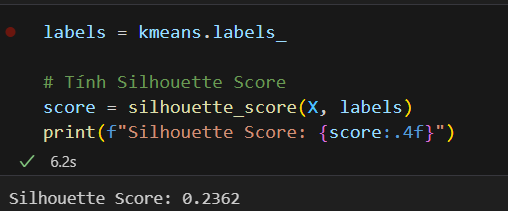 labels = kmeans.labels_
# Tính Silhouette Score
score = silhouette_score(X, labels)
print(f"Silhouette Score: {score:.4f}")
6.2s
Silhouette Score: 0.2362